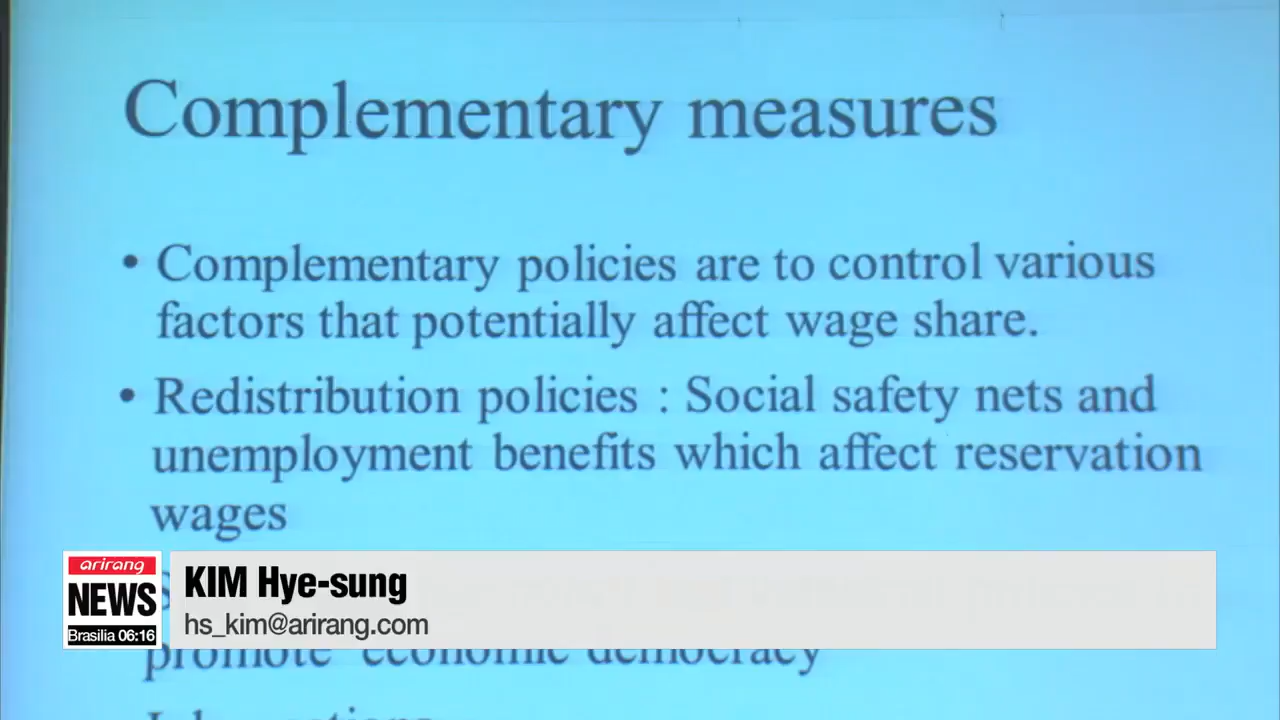 Complementary measures
• Complementary policies are to control various
factors that potentially affect wage share.
• Redistribution policies : Social safety nets and
unemployment benefits which affect reservation
wages
promote economic democracy
arirang
NEWS
Brasilia 06:16
KIM Hye-sung
hs_kim@arirang.com